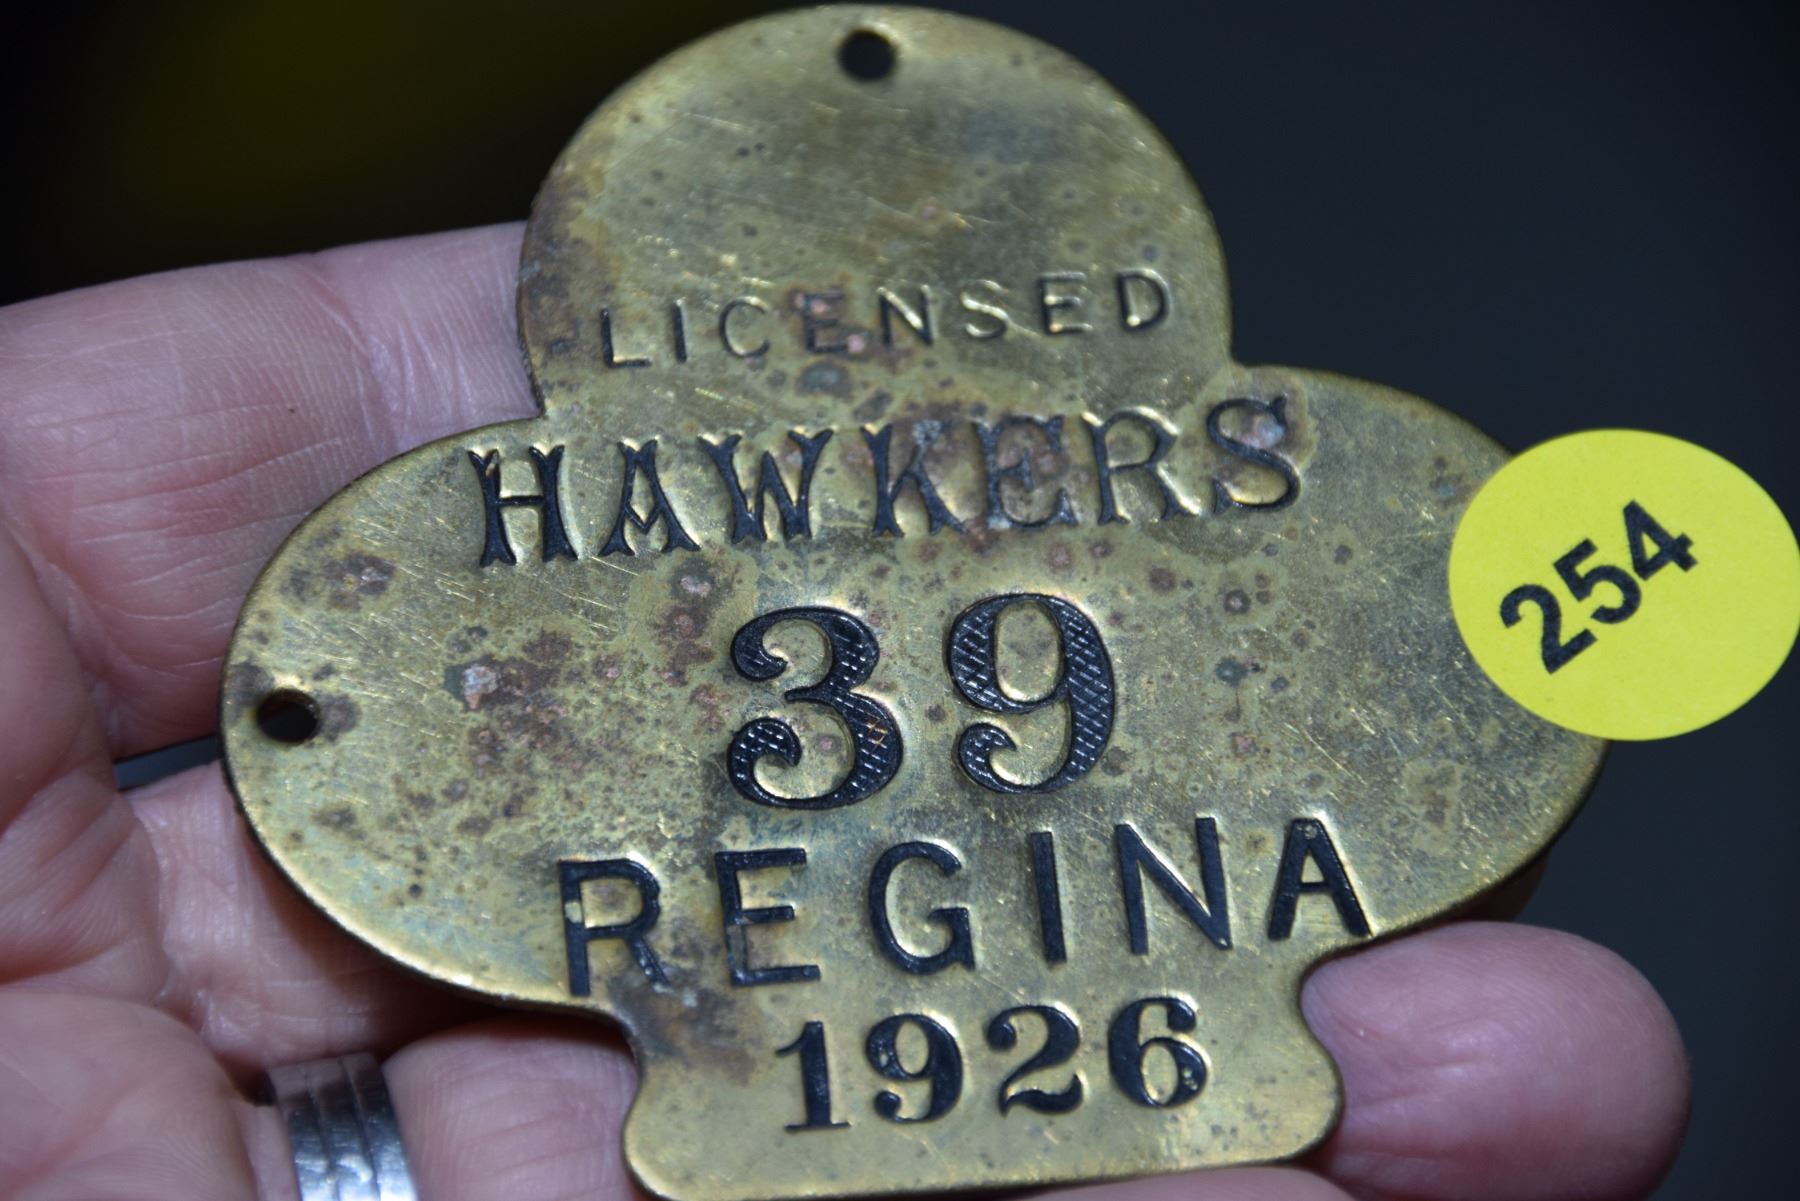 LICENSED
HAWKERS
39
REGINA
1926
254